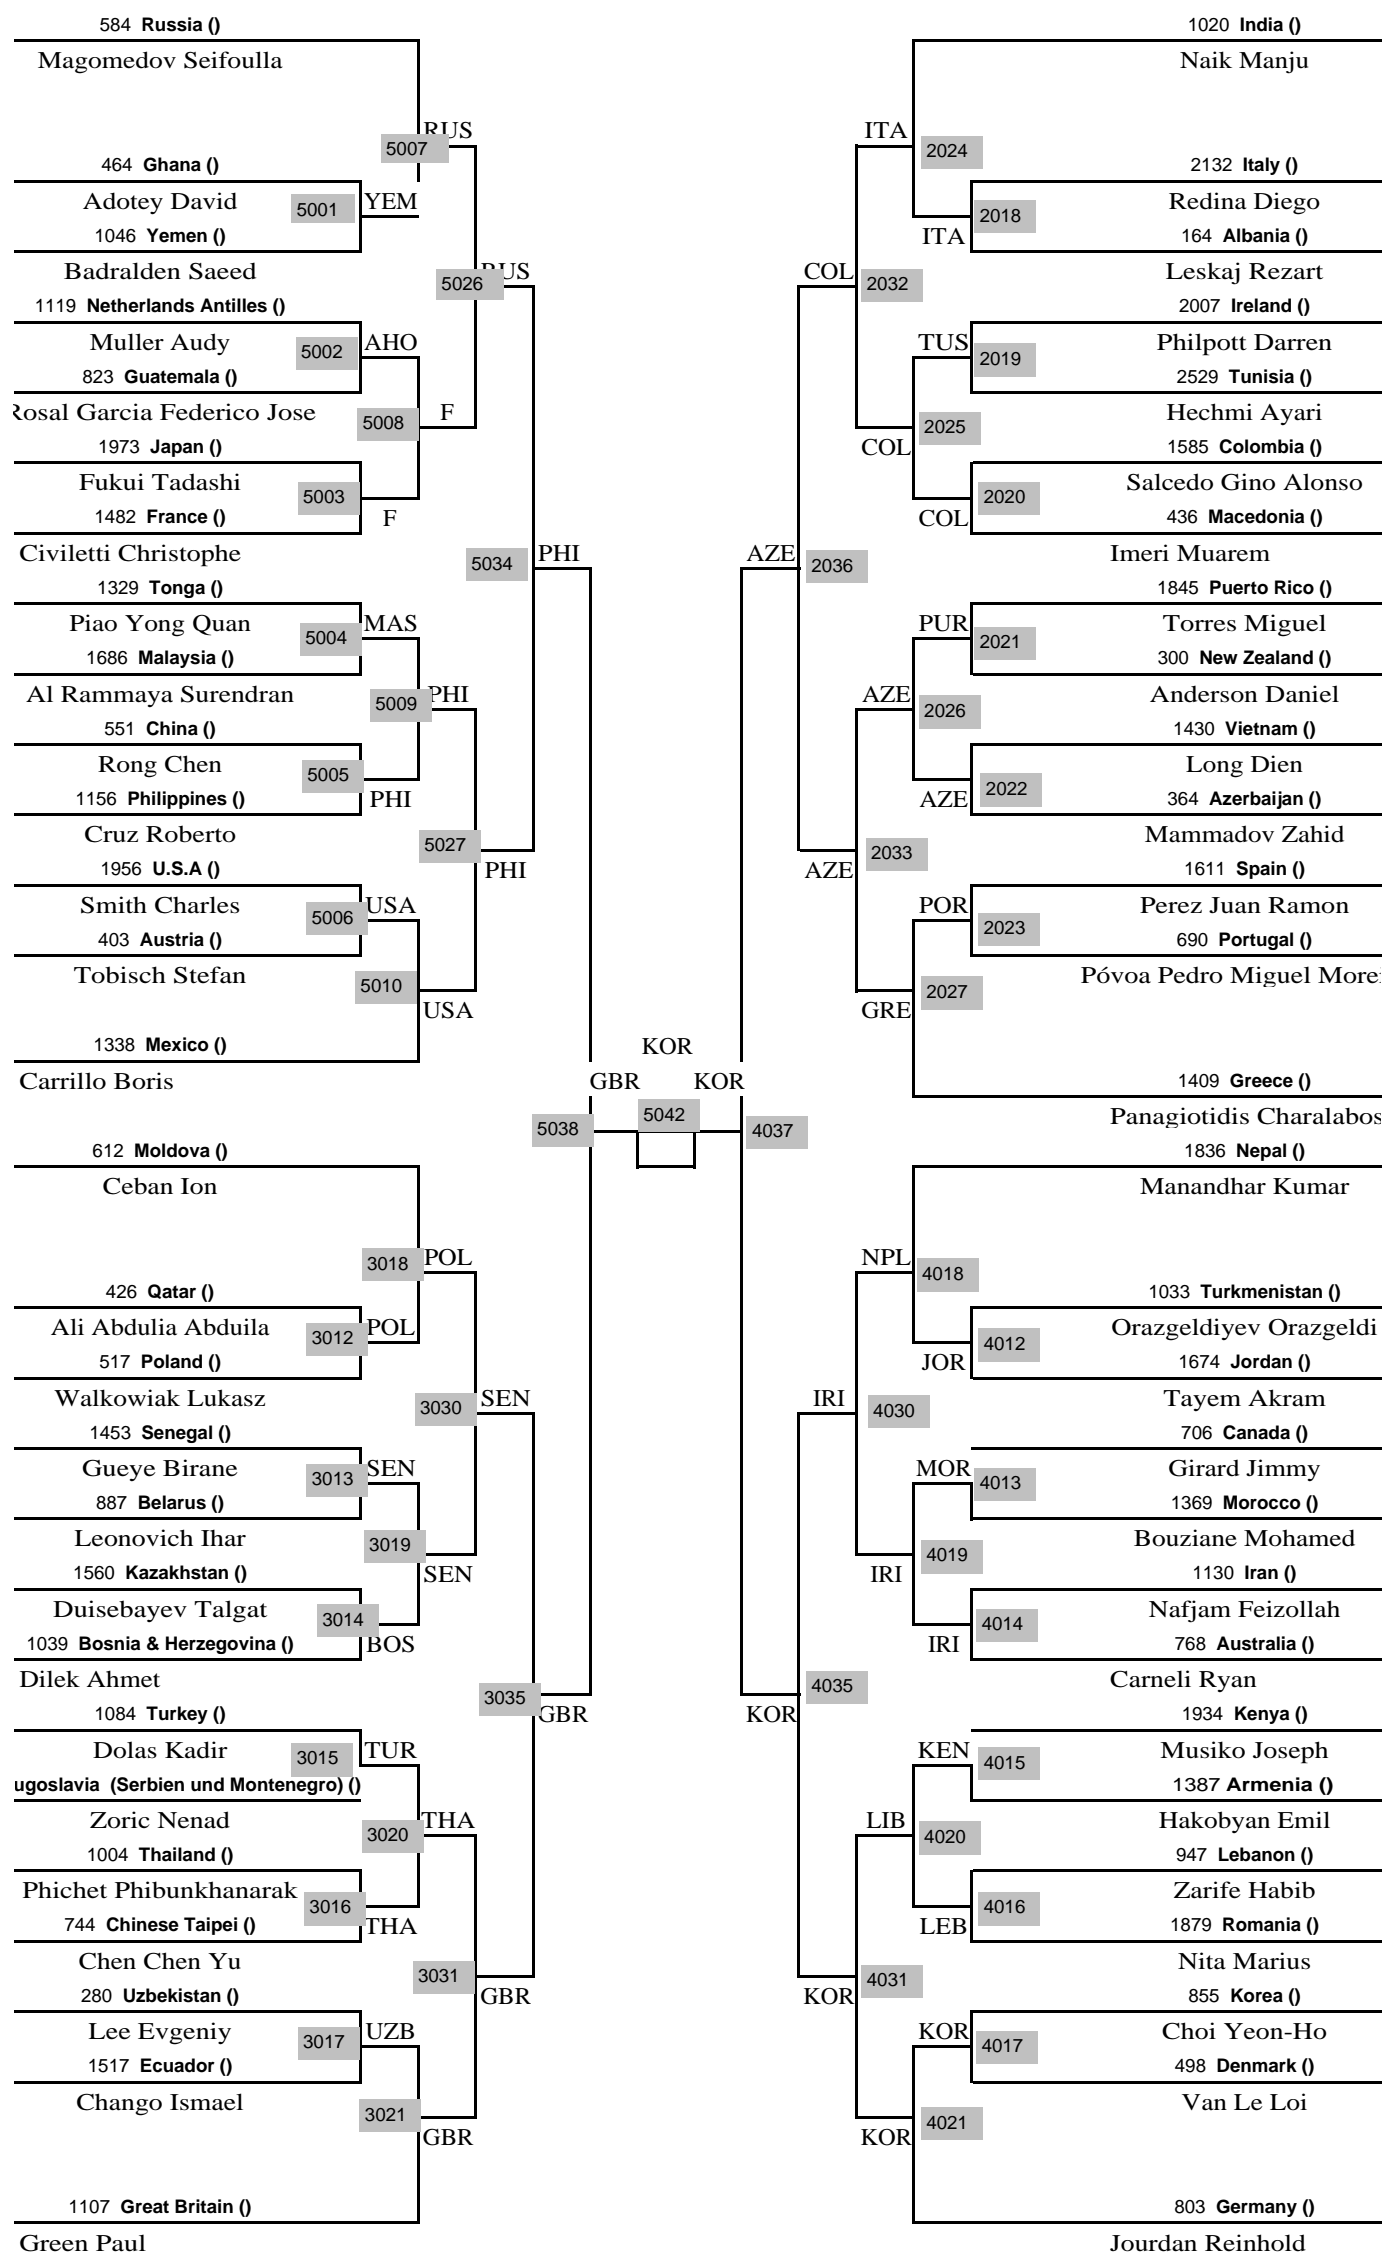 584 Russia ()
Magomedov Seifoulla
RUS
5007
464 Ghana ()
Adotey David
5001
YEM
1046 Yemen ()
Badralden Saeed
5026
RUS
1119 Netherlands Antilles ()
Muller Audy
5002
AHO
823 Guatemala ()
Rosal Garcia Federico Jose
5008
F
1973 Japan ()
Fukui Tadashi
5003
1482 France ()
F
Civiletti Christophe
5034
PHI
1329 Tonga ()
Piao Yong Quan
5004
MAS
1686 Malaysia ()
Al Rammaya Surendran
5009
PHI
551 China ()
Rong Chen
5005
1156 Philippines ()
PHI
Cruz Roberto
5027
PHI
1956 U.S.A ()
Smith Charles
5006
USA
403 Austria ()
Tobisch Stefan
5010
USA
1338 Mexico ()
Carrillo Boris
KOR
GBR
KOR
5042
5038
4037
612 Moldova ()
Ceban Ion
3018
POL
426 Qatar ()
Ali Abdulia Abduila
3012
POL
517 Poland ()
Walkowiak Lukasz
3030
SEN
1453 Senegal ()
Gueye Birane
3013
SEN
887 Belarus ()
Leonovich Ihar
3019
SEN
1560 Kazakhstan ()
Duisebayev Talgat
3014
1039 Bosnia & Herzegovina ()
BOS
Dilek Ahmet
3035
GBR
1084 Turkey ()
Dolas Kadir
3015
TUR
ugoslavia (Serbien und Montenegro) ()
Zoric Nenad
3020
THA
1004 Thailand ()
Phichet Phibunkhanarak
3016
744 Chinese Taipei ()
THA
Chen Chen Yu
3031
GBR
280 Uzbekistan ()
Lee Evgeniy
3017
UZB
1517 Ecuador ()
Chango Ismael
3021
GBR
1107 Great Britain ()
Green Paul
1020 India ()
Naik Manju
ITA
2024
2132 Italy ()
Redina Diego
2018
ITA
164 Albania ()
Leskaj Rezart
COL
2032
2007 Ireland ()
Philpott Darren
TUS
2019
2529 Tunisia ()
Hechmi Ayari
2025
COL
1585 Colombia ()
Salcedo Gino Alonso
2020
COL
436 Macedonia ()
Imeri Muarem
AZE
2036
1845 Puerto Rico ()
Torres Miguel
PUR
2021
300 New Zealand ()
Anderson Daniel
AZE
2026
1430 Vietnam ()
Long Dien
2022
AZE
364 Azerbaijan ()
Mammadov Zahid
2033
AZE
1611 Spain ()
Perez Juan Ramon
POR
2023
690 Portugal ()
Póvoa Pedro Miguel Morei
2027
GRE
1409 Greece ()
Panagiotidis Charalabos
1836 Nepal ()
Manandhar Kumar
NPL
4018
1033 Turkmenistan ()
Orazgeldiyev Orazgeldi
4012
JOR
1674 Jordan ()
Tayem Akram
IRI
4030
706 Canada ()
Girard Jimmy
MOR
4013
1369 Morocco ()
Bouziane Mohamed
4019
IRI
1130 Iran ()
Nafjam Feizollah
4014
IRI
768 Australia ()
Carneli Ryan
4035
KOR
1934 Kenya ()
Musiko Joseph
KEN
4015
1387 Armenia ()
Hakobyan Emil
LIB
4020
947 Lebanon ()
Zarife Habib
4016
LEB
1879 Romania ()
Nita Marius
4031
KOR
855 Korea ()
Choi Yeon-Ho
KOR
4017
498 Denmark ()
Van Le Loi
4021
KOR
803 Germany ()
Jourdan Reinhold